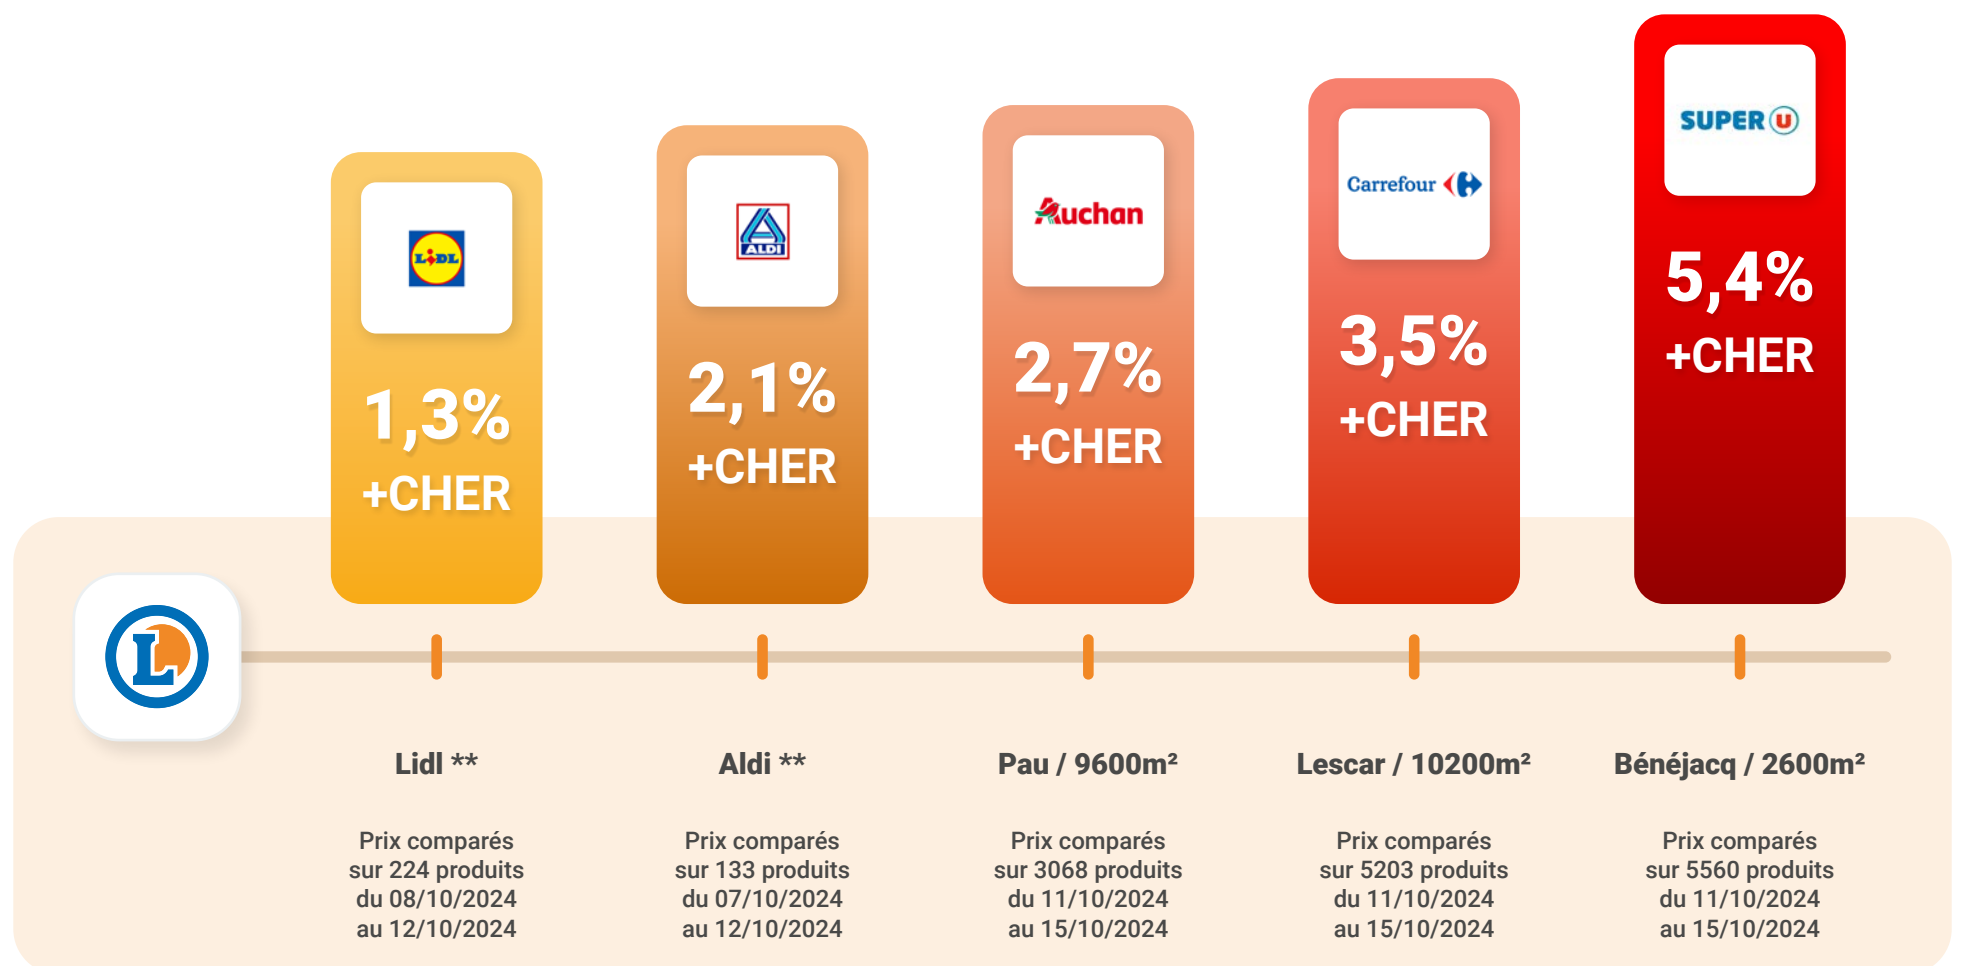 LIDL
1,3%
+CHER
ALDI
2,1%
+CHER
Auchan
2,7%
+CHER
Carrefour
3,5%
+CHER
SUPER U
5,4%
+CHER
L
Lidl **
Prix comparés
sur 224 produits
du 08/10/2024
au 12/10/2024
Aldi **
Prix comparés
sur 133 produits
du 07/10/2024
au 12/10/2024
Pau / 9600m²
Prix comparés
sur 3068 produits
du 11/10/2024
au 15/10/2024
Lescar / 10200m²
Prix comparés
sur 5203 produits
du 11/10/2024
au 15/10/2024
Bénéjacq / 2600m²
Prix comparés
sur 5560 produits
du 11/10/2024
au 15/10/2024